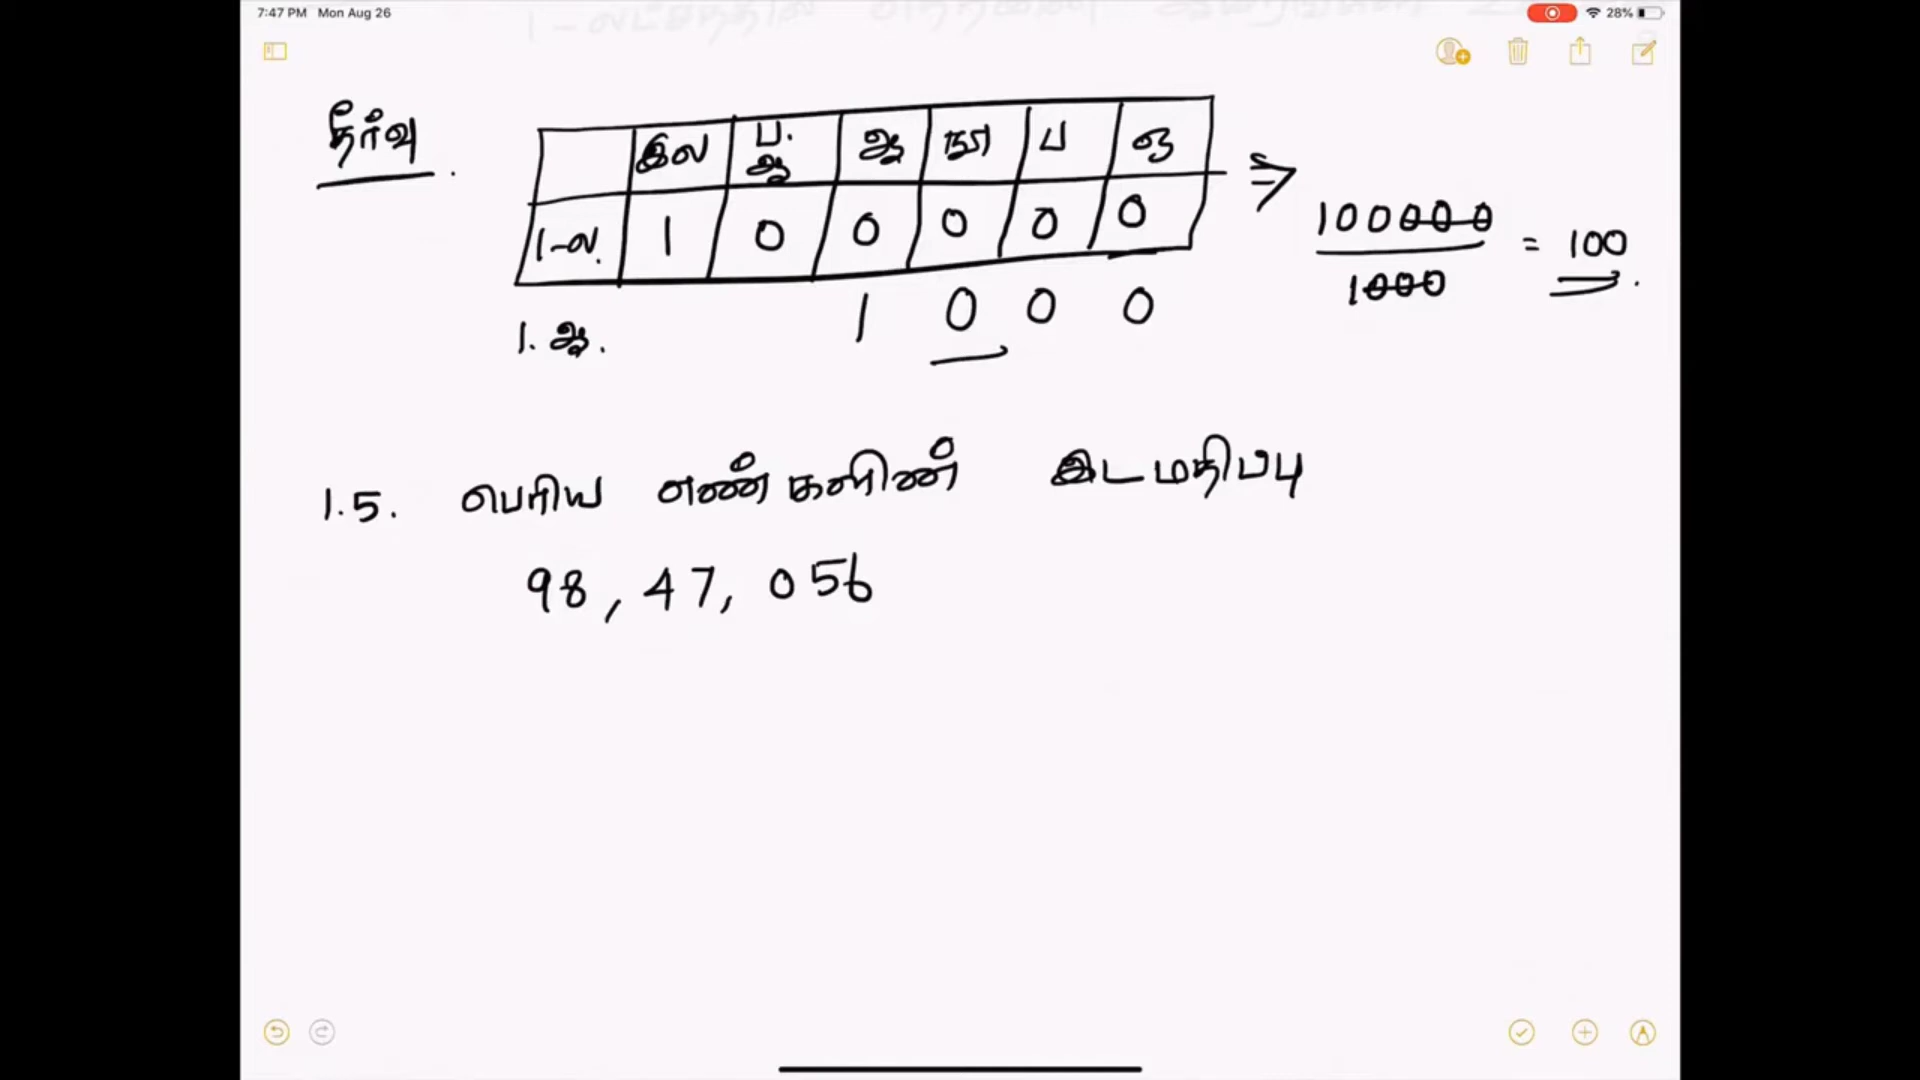 7:47 PM Mon Aug 26
28%
தீர்வு.
இல ப.ஆ ஆ நூ ப ஒ
1-ல. 1 0 0 0 0 0
⇒ 100000 / 1000 = 100.
1.ஆ. 1 0 0 0
1.5. பெரிய எண்களிண் இடமதிப்பு
98, 47, 056